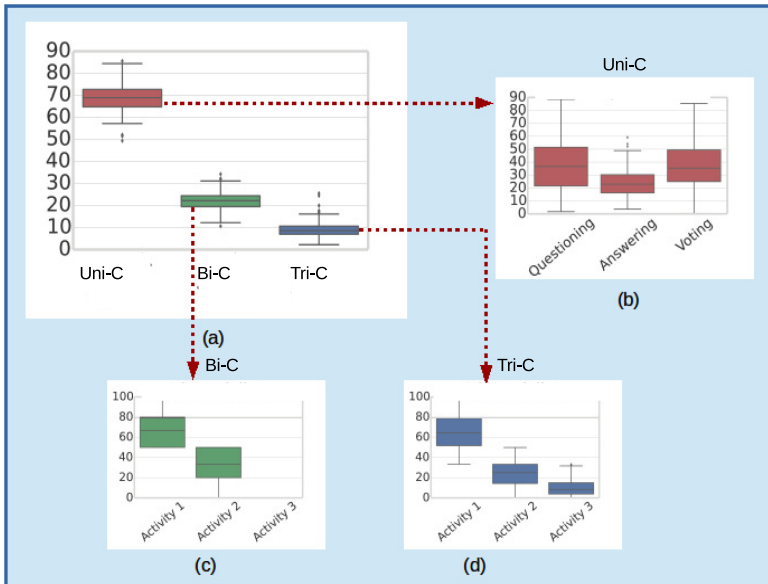 90
80
70
60
50
40
30
20
10
0
Uni-C Bi-C Tri-C
(a)
Uni-C
90
80
70
60
50
40
30
20
10
0
Questioning Answering Voting
(b)
Bi-C
100
80
60
40
20
0
Activity 1 Activity 2 Activity 3
(c)
Tri-C
100
80
60
40
20
0
Activity 1 Activity 2 Activity 3
(d)